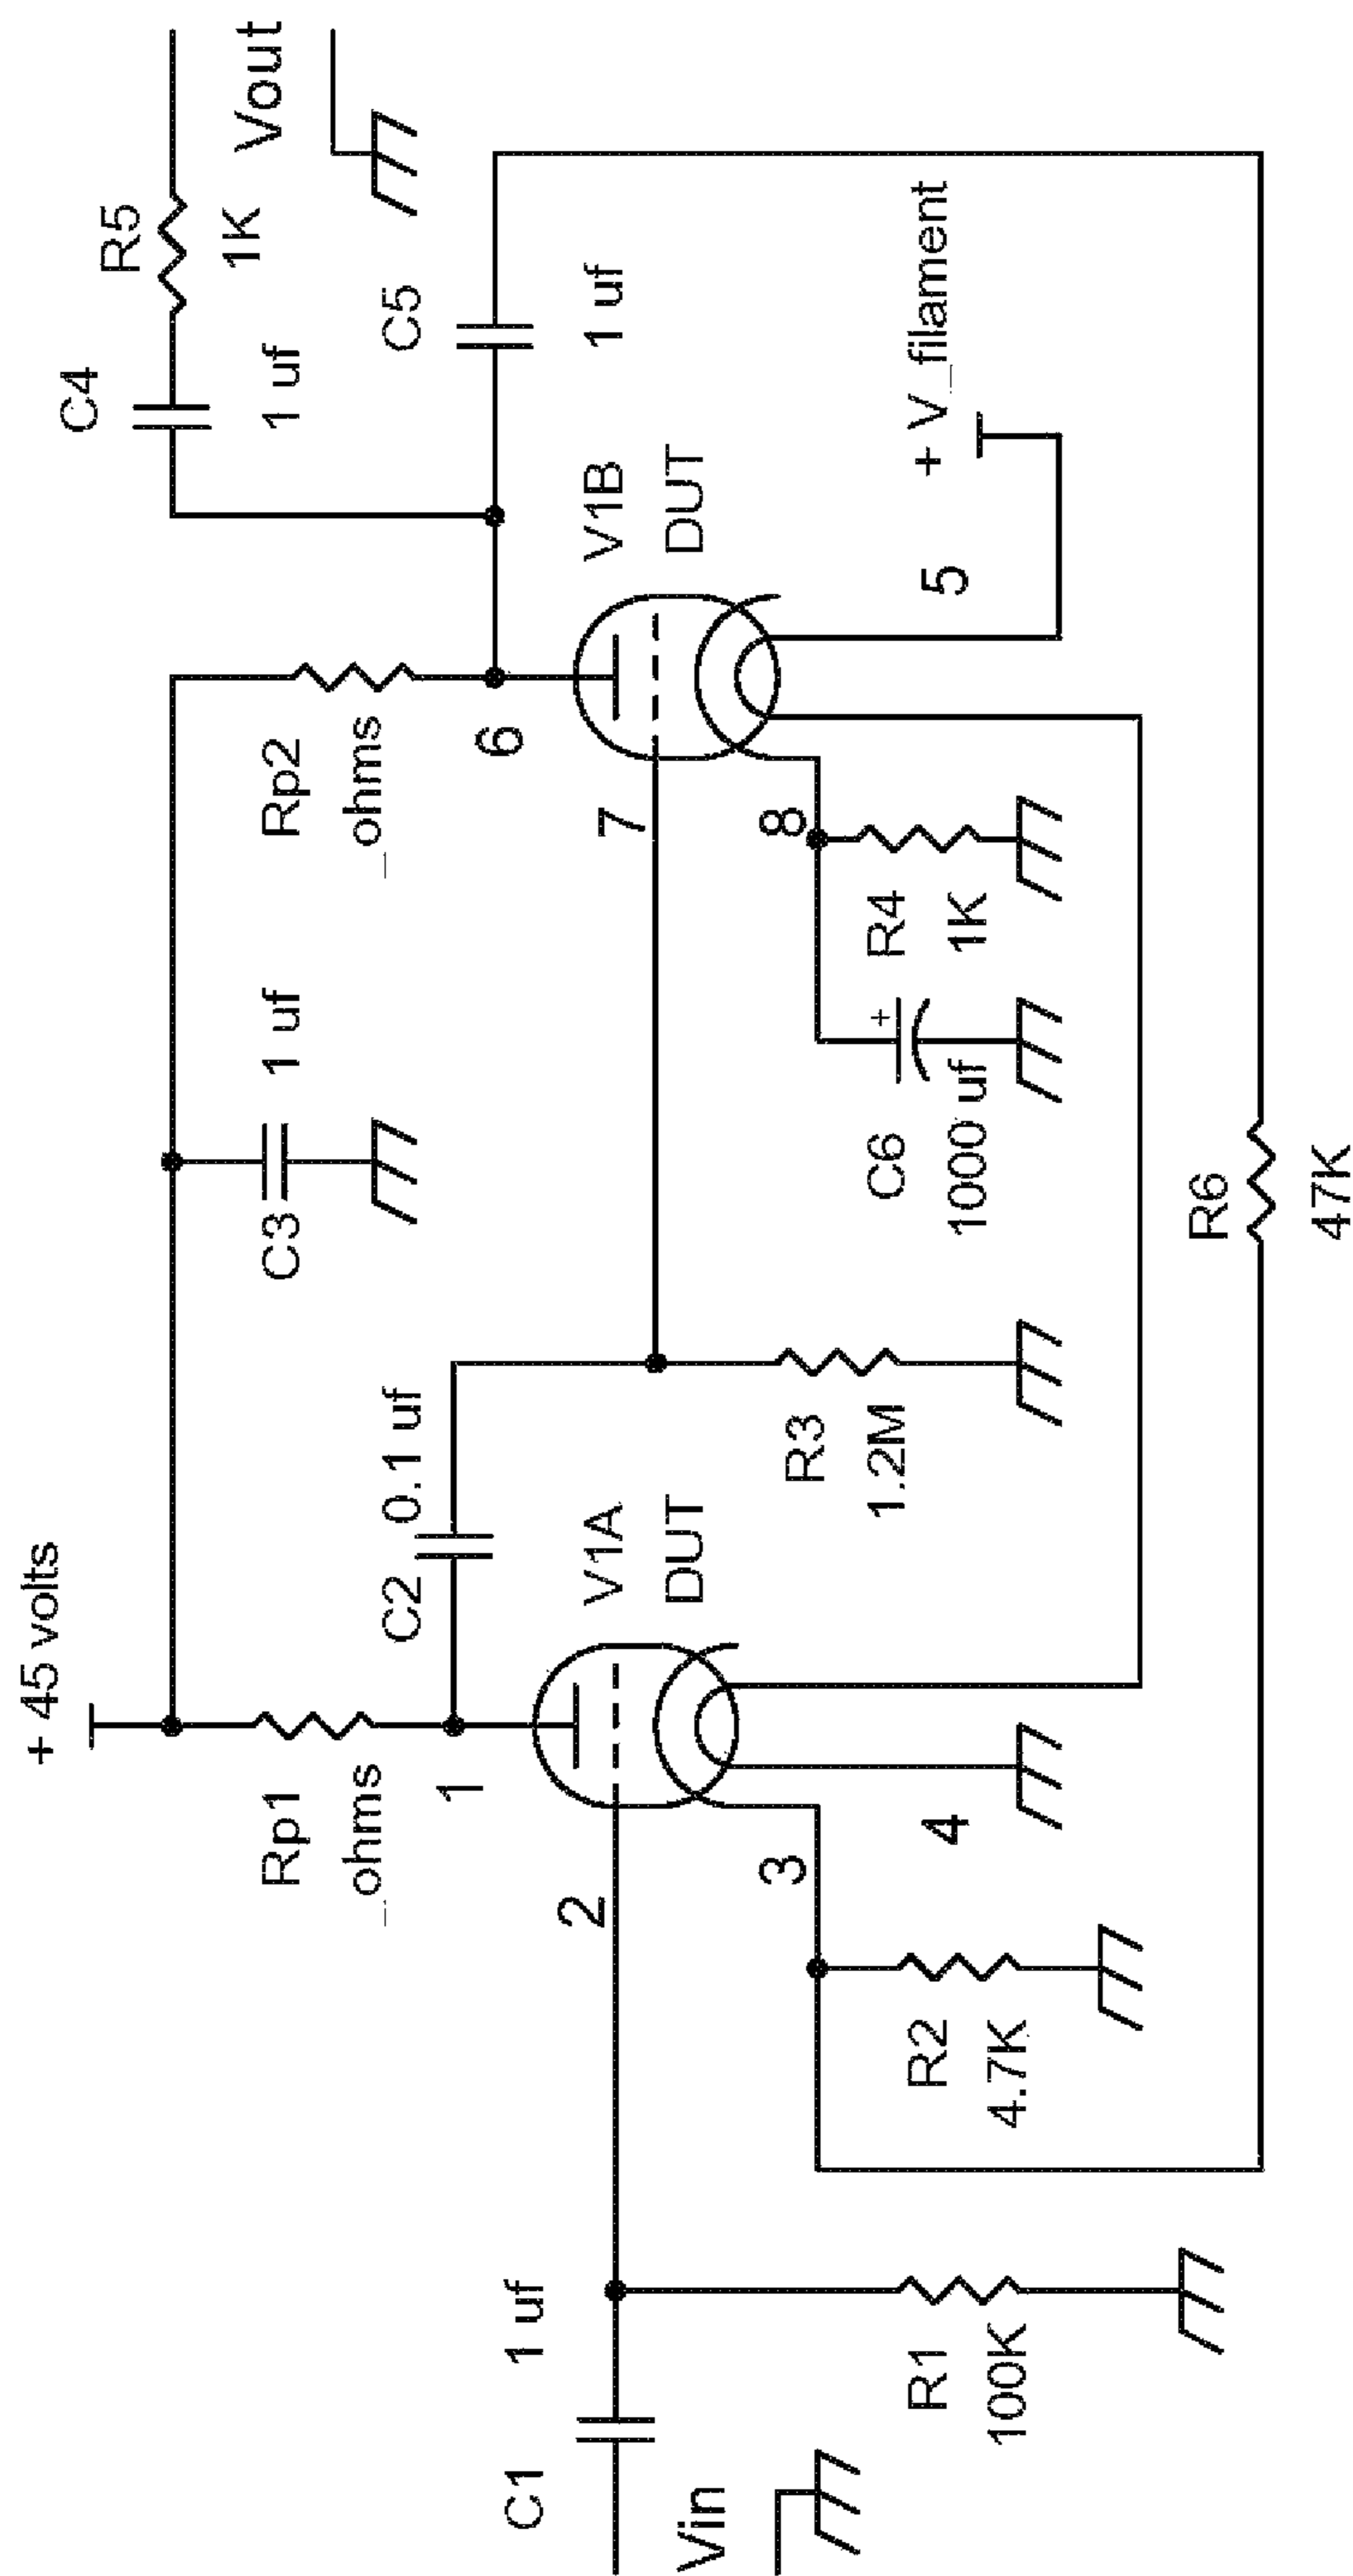 + 45 volts
Rp1
_ohms
1
C2
0.1 uf
V1A
DUT
2
3
4
C1
1 uf
Vin
R1
100K
R2
4.7K
R3
1.2M
C3
1 uf
Rp2
_ohms
6
7
8
V1B
DUT
C4
1 uf
R5
1K
Vout
C5
1 uf
+ V_filament
5
R4
1K
+
C6
1000 uf
R6
47K